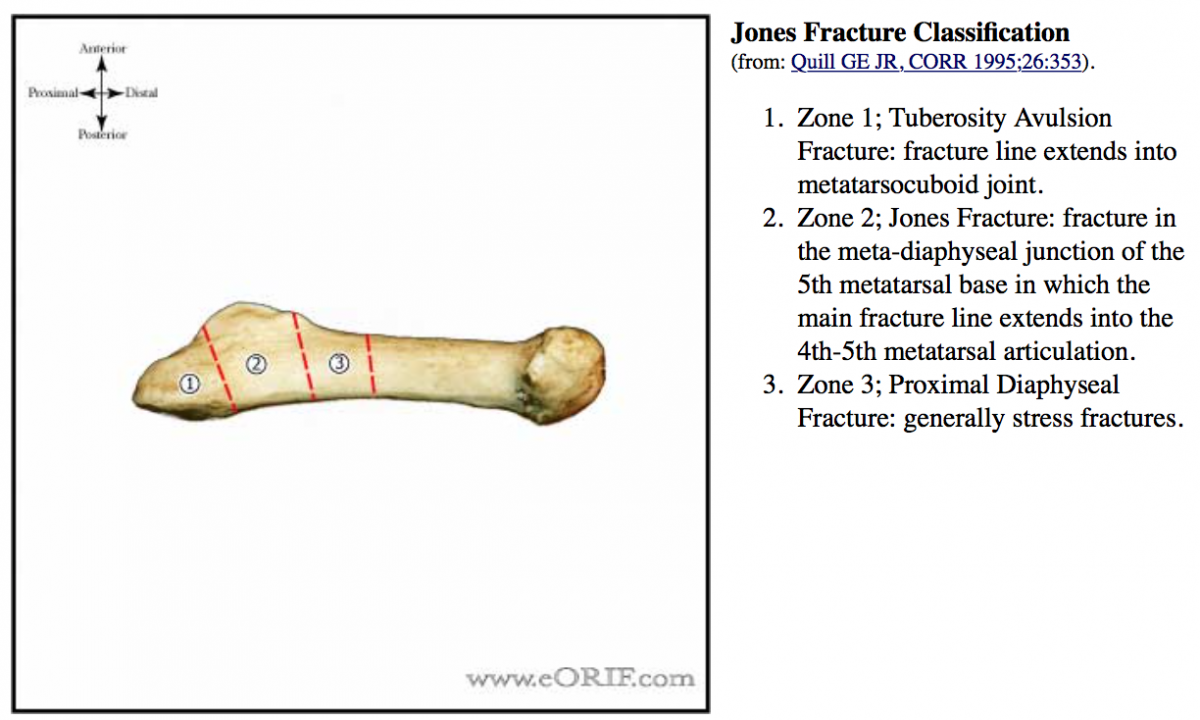 Anterior
Proximal Distal
Posterior
1
2
3
www.eORIF.com
Jones Fracture Classification
(from: Quill GE JR, CORR 1995;26:353).
1. Zone 1; Tuberosity Avulsion
Fracture: fracture line extends into
metatarsocuboid joint.
2. Zone 2; Jones Fracture: fracture in
the meta-diaphyseal junction of the
5th metatarsal base in which the
main fracture line extends into the
4th-5th metatarsal articulation.
3. Zone 3; Proximal Diaphyseal
Fracture: generally stress fractures.